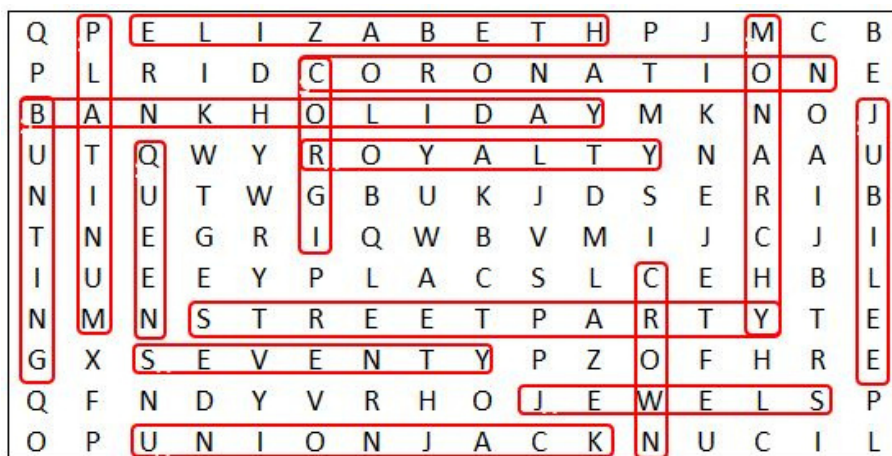 Q P E L I Z A B E T H P J M C B
P L R I D C O R O N A T I O N E
B A N K H O L I D A Y M K N O J
U T Q W Y R O Y A L T Y N A A U
N I U T W G B U K J D S E R I B
T N E G R I Q W B V M I J C J I
I U E E Y P L A C S L C E H B L
N M N S T R E E T P A R T Y T E
G X S E V E N T Y P Z O F H R E
Q F N D Y V R H O J E W E L S P
O P U N I O N J A C K N U C I L